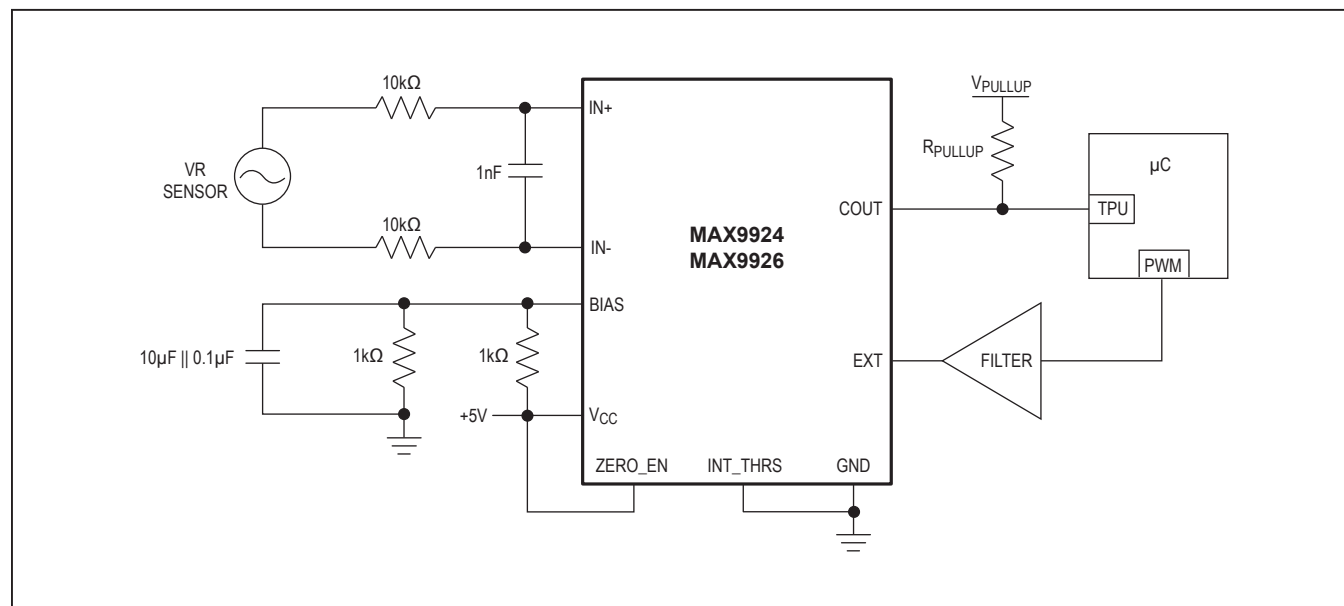 10kΩ
VR
SENSOR
1nF
10kΩ
10µF || 0.1µF
1kΩ
1kΩ
+5V
IN+
IN-
BIAS
VCC
ZERO_EN
INT_THRS
GND
MAX9924
MAX9926
COUT
EXT
VPULLUP
RPULLUP
µC
TPU
PWM
FILTER